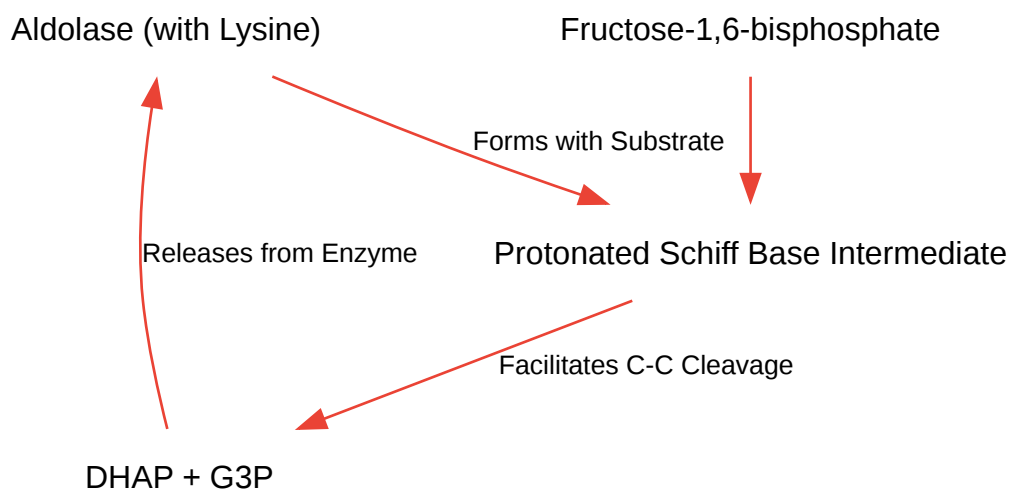 Aldolase (with Lysine)
Fructose-1,6-bisphosphate
Forms with Substrate
Releases from Enzyme
Protonated Schiff Base Intermediate
Facilitates C-C Cleavage
DHAP + G3P